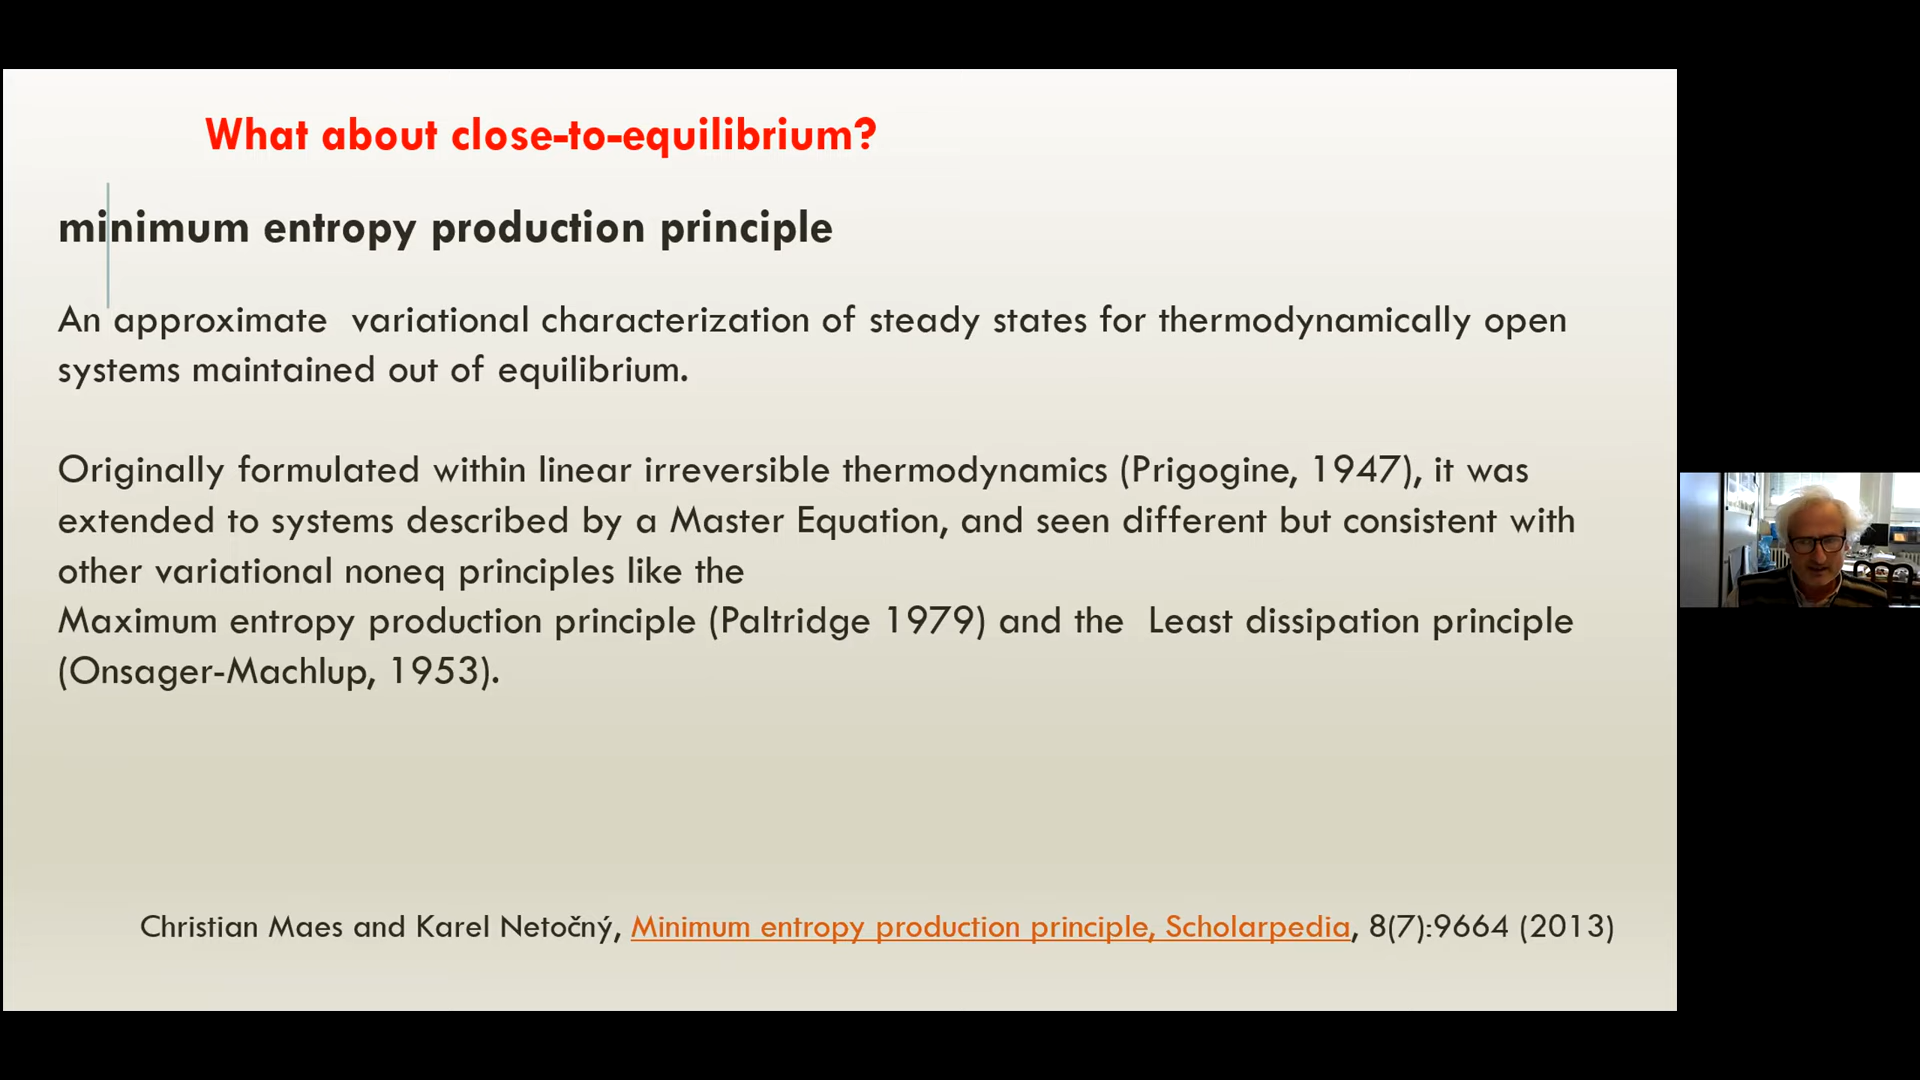 What about close-to-equilibrium?
minimum entropy production principle
An approximate variational characterization of steady states for thermodynamically open
systems maintained out of equilibrium.
Originally formulated within linear irreversible thermodynamics (Prigogine, 1947), it was
extended to systems described by a Master Equation, and seen different but consistent with
other variational noneq principles like the
Maximum entropy production principle (Paltridge 1979) and the Least dissipation principle
(Onsager-Machlup, 1953).
Christian Maes and Karel Netočný, Minimum entropy production principle, Scholarpedia, 8(7):9664 (2013)